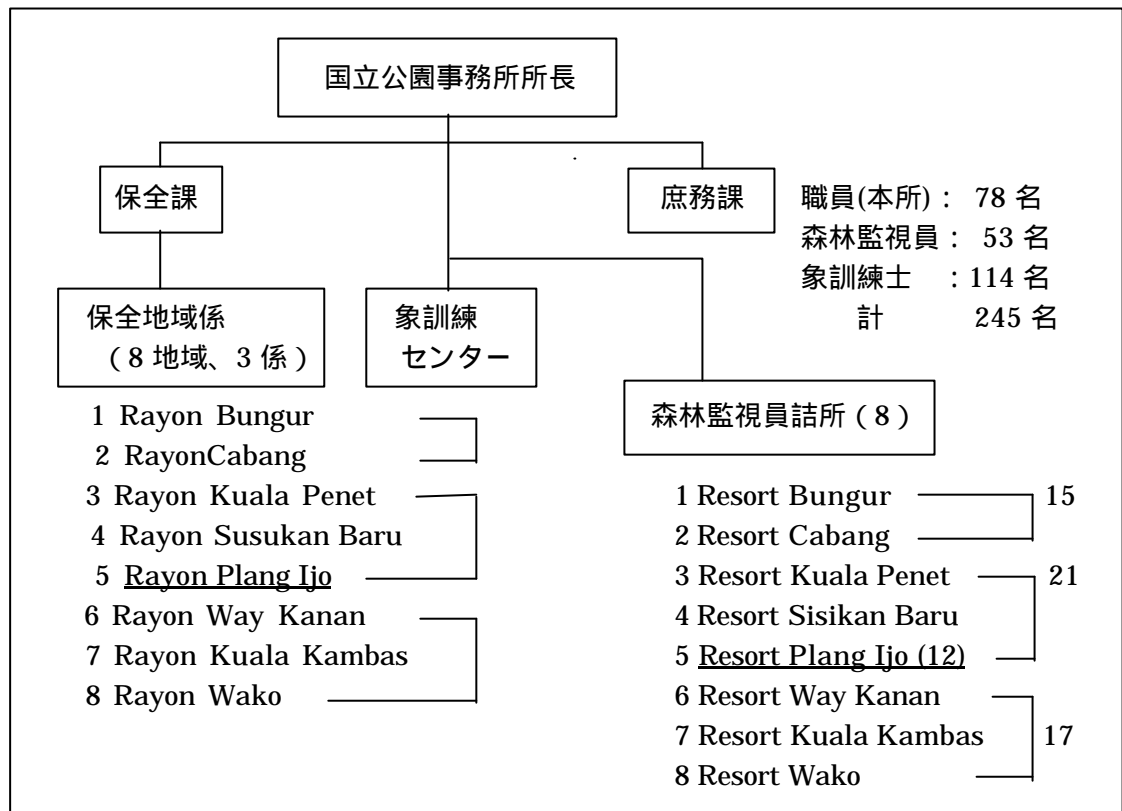 国立公園事務所所長
保全課
庶務課
職員(本所)： 78 名
森林監視員： 53 名
象訓練士 ：114 名
計 245 名
保全地域係
（8 地域、3 係）
象訓練
センター
森林監視員詰所（8）
1 Rayon Bungur
2 RayonCabang
3 Rayon Kuala Penet
4 Rayon Susukan Baru
5 Rayon Plang Ijo
6 Rayon Way Kanan
7 Rayon Kuala Kambas
8 Rayon Wako
1 Resort Bungur 15
2 Resort Cabang
3 Resort Kuala Penet 21
4 Resort Sisikan Baru
5 Resort Plang Ijo (12)
6 Resort Way Kanan
7 Resort Kuala Kambas 17
8 Resort Wako